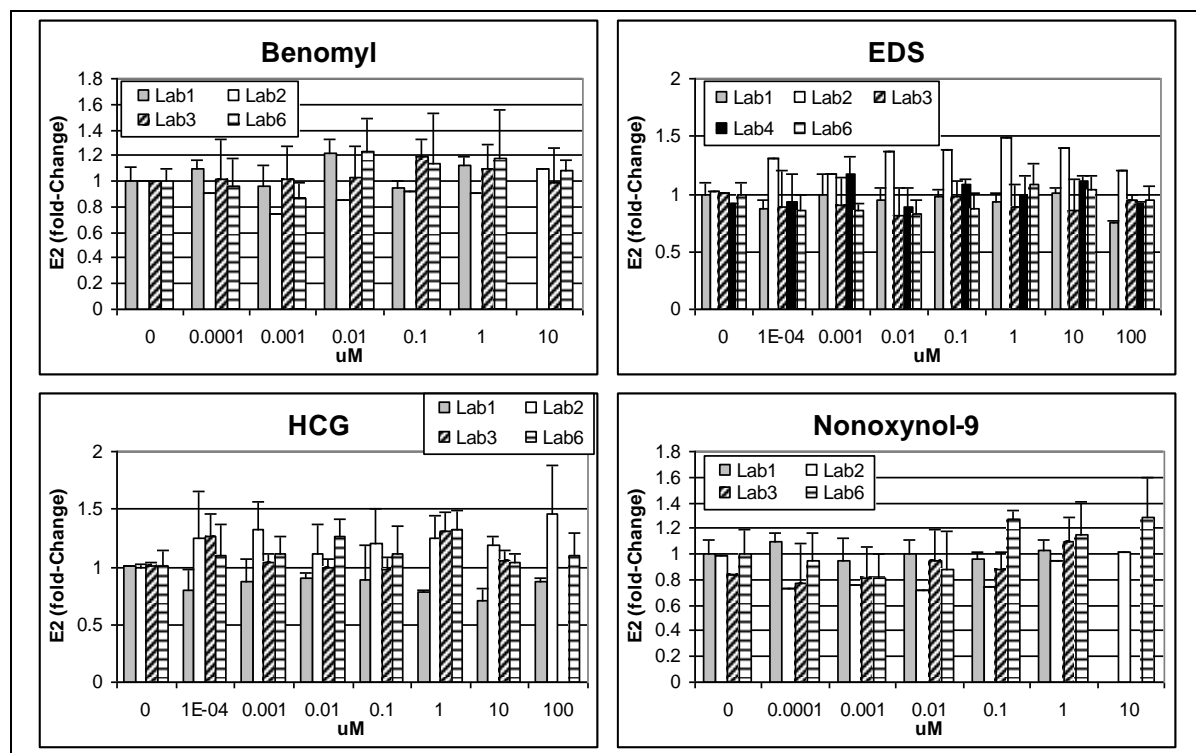 Benomyl
1.8
1.6
1.4
1.2
1
0.8
0.6
0.4
0.2
0
E2 (fold-Change)
Lab1 Lab2
Lab3 Lab6
0 0.0001 0.001 0.01 0.1 1 10
uM
EDS
2
1.5
1
0.5
0
E2 (fold-Change)
Lab1 Lab2 Lab3
Lab4 Lab6
0 1E-04 0.001 0.01 0.1 1 10 100
uM
HCG
Lab1 Lab2
Lab3 Lab6
2
1.5
1
0.5
0
E2 (fold-Change)
0 1E-04 0.001 0.01 0.1 1 10 100
uM
Nonoxynol-9
1.8
1.6
1.4
1.2
1
0.8
0.6
0.4
0.2
0
E2 (fold-Change)
Lab1 Lab2
Lab3 Lab6
0 0.0001 0.001 0.01 0.1 1 10
uM